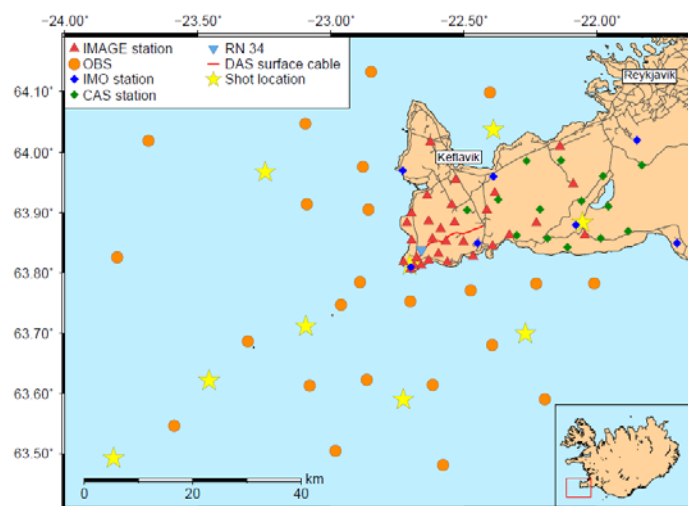 -24.00 -23.50 -23.00 -22.50 -22.00
IMAGE station RN 34
OBS DAS surface cable
IMO station Shot location
CAS station
Reykjavik
64.10
64.00
Keflavik
63.90
63.80
63.70
63.60
63.50
km
0 20 40